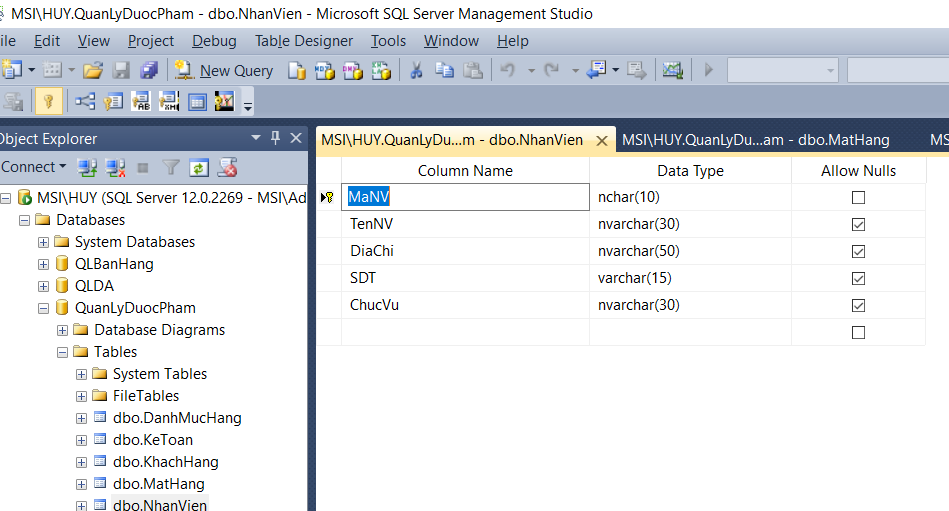 MSI\HUY.QuanLyDuocPham - dbo.NhanVien - Microsoft SQL Server Management Studio
ile Edit View Project Debug Table Designer Tools Window Help
New Query
Object Explorer
Connect
MSI\HUY (SQL Server 12.0.2269 - MSI\Ad
Databases
System Databases
QLBanHang
QLDA
QuanLyDuocPham
Database Diagrams
Tables
System Tables
FileTables
dbo.DanhMucHang
dbo.KeToan
dbo.KhachHang
dbo.MatHang
dbo.NhanVien
MSI\HUY.QuanLyDu...m - dbo.NhanVien MSI\HUY.QuanLyDu...am - dbo.MatHang MS
Column Name Data Type Allow Nulls
MaNV nchar(10)
TenNV nvarchar(30)
DiaChi nvarchar(50)
SDT varchar(15)
ChucVu nvarchar(30)